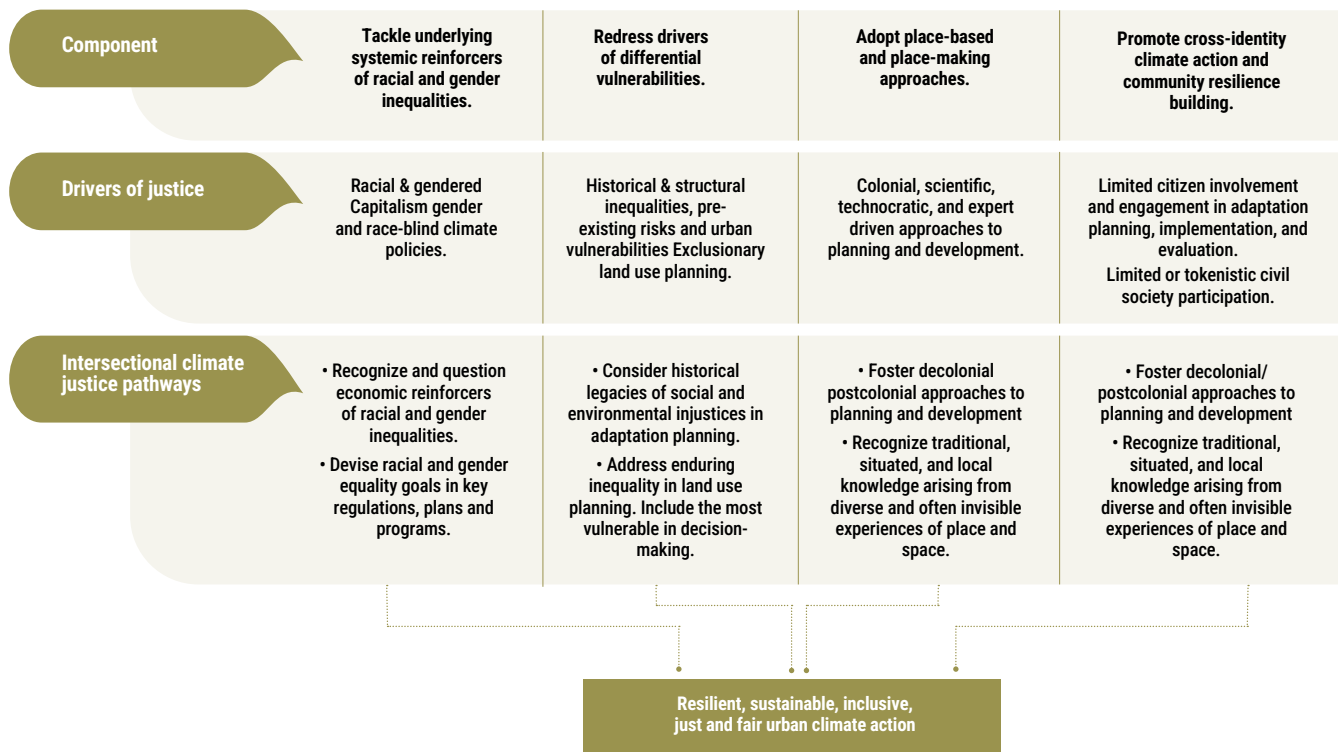 Component
Tackle underlying
systemic reinforcers
of racial and gender
inequalities.
Redress drivers
of differential
vulnerabilities.
Adopt place-based
and place-making
approaches.
Promote cross-identity
climate action and
community resilience
building.
Drivers of justice
Racial & gendered
Capitalism gender
and race-blind climate
policies.
Historical & structural
inequalities, pre-
existing risks and urban
vulnerabilities Exclusionary
land use planning.
Colonial, scientific,
technocratic, and expert
driven approaches to
planning and development.
Limited citizen involvement
and engagement in adaptation
planning, implementation, and
evaluation.
Limited or tokenistic civil
society participation.
Intersectional climate
justice pathways
• Recognize and question
economic reinforcers
of racial and gender
inequalities.
• Devise racial and gender
equality goals in key
regulations, plans and
programs.
• Consider historical
legacies of social and
environmental injustices in
adaptation planning.
• Address enduring
inequality in land use
planning. Include the most
vulnerable in decision-
making.
• Foster decolonial
postcolonial approaches to
planning and development
• Recognize traditional,
situated, and local
knowledge arising from
diverse and often invisible
experiences of place and
space.
• Foster decolonial/
postcolonial approaches to
planning and development
• Recognize traditional,
situated, and local
knowledge arising from
diverse and often invisible
experiences of place and
space.
Resilient, sustainable, inclusive,
just and fair urban climate action